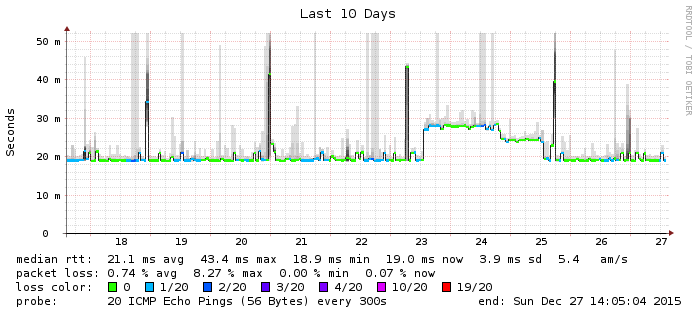 Last 10 Days
RRDTOOL / TOBI OETIKER
Seconds
50 m
40 m
30 m
20 m
10 m
0
18 19 20 21 22 23 24 25 26 27
median rtt: 21.1 ms avg 43.4 ms max 18.9 ms min 19.0 ms now 3.9 ms sd 5.4 am/s
packet loss: 0.74 % avg 8.27 % max 0.00 % min 0.07 % now
loss color: 0 1/20 2/20 3/20 4/20 10/20 19/20
probe: 20 ICMP Echo Pings (56 Bytes) every 300s end: Sun Dec 27 14:05:04 2015